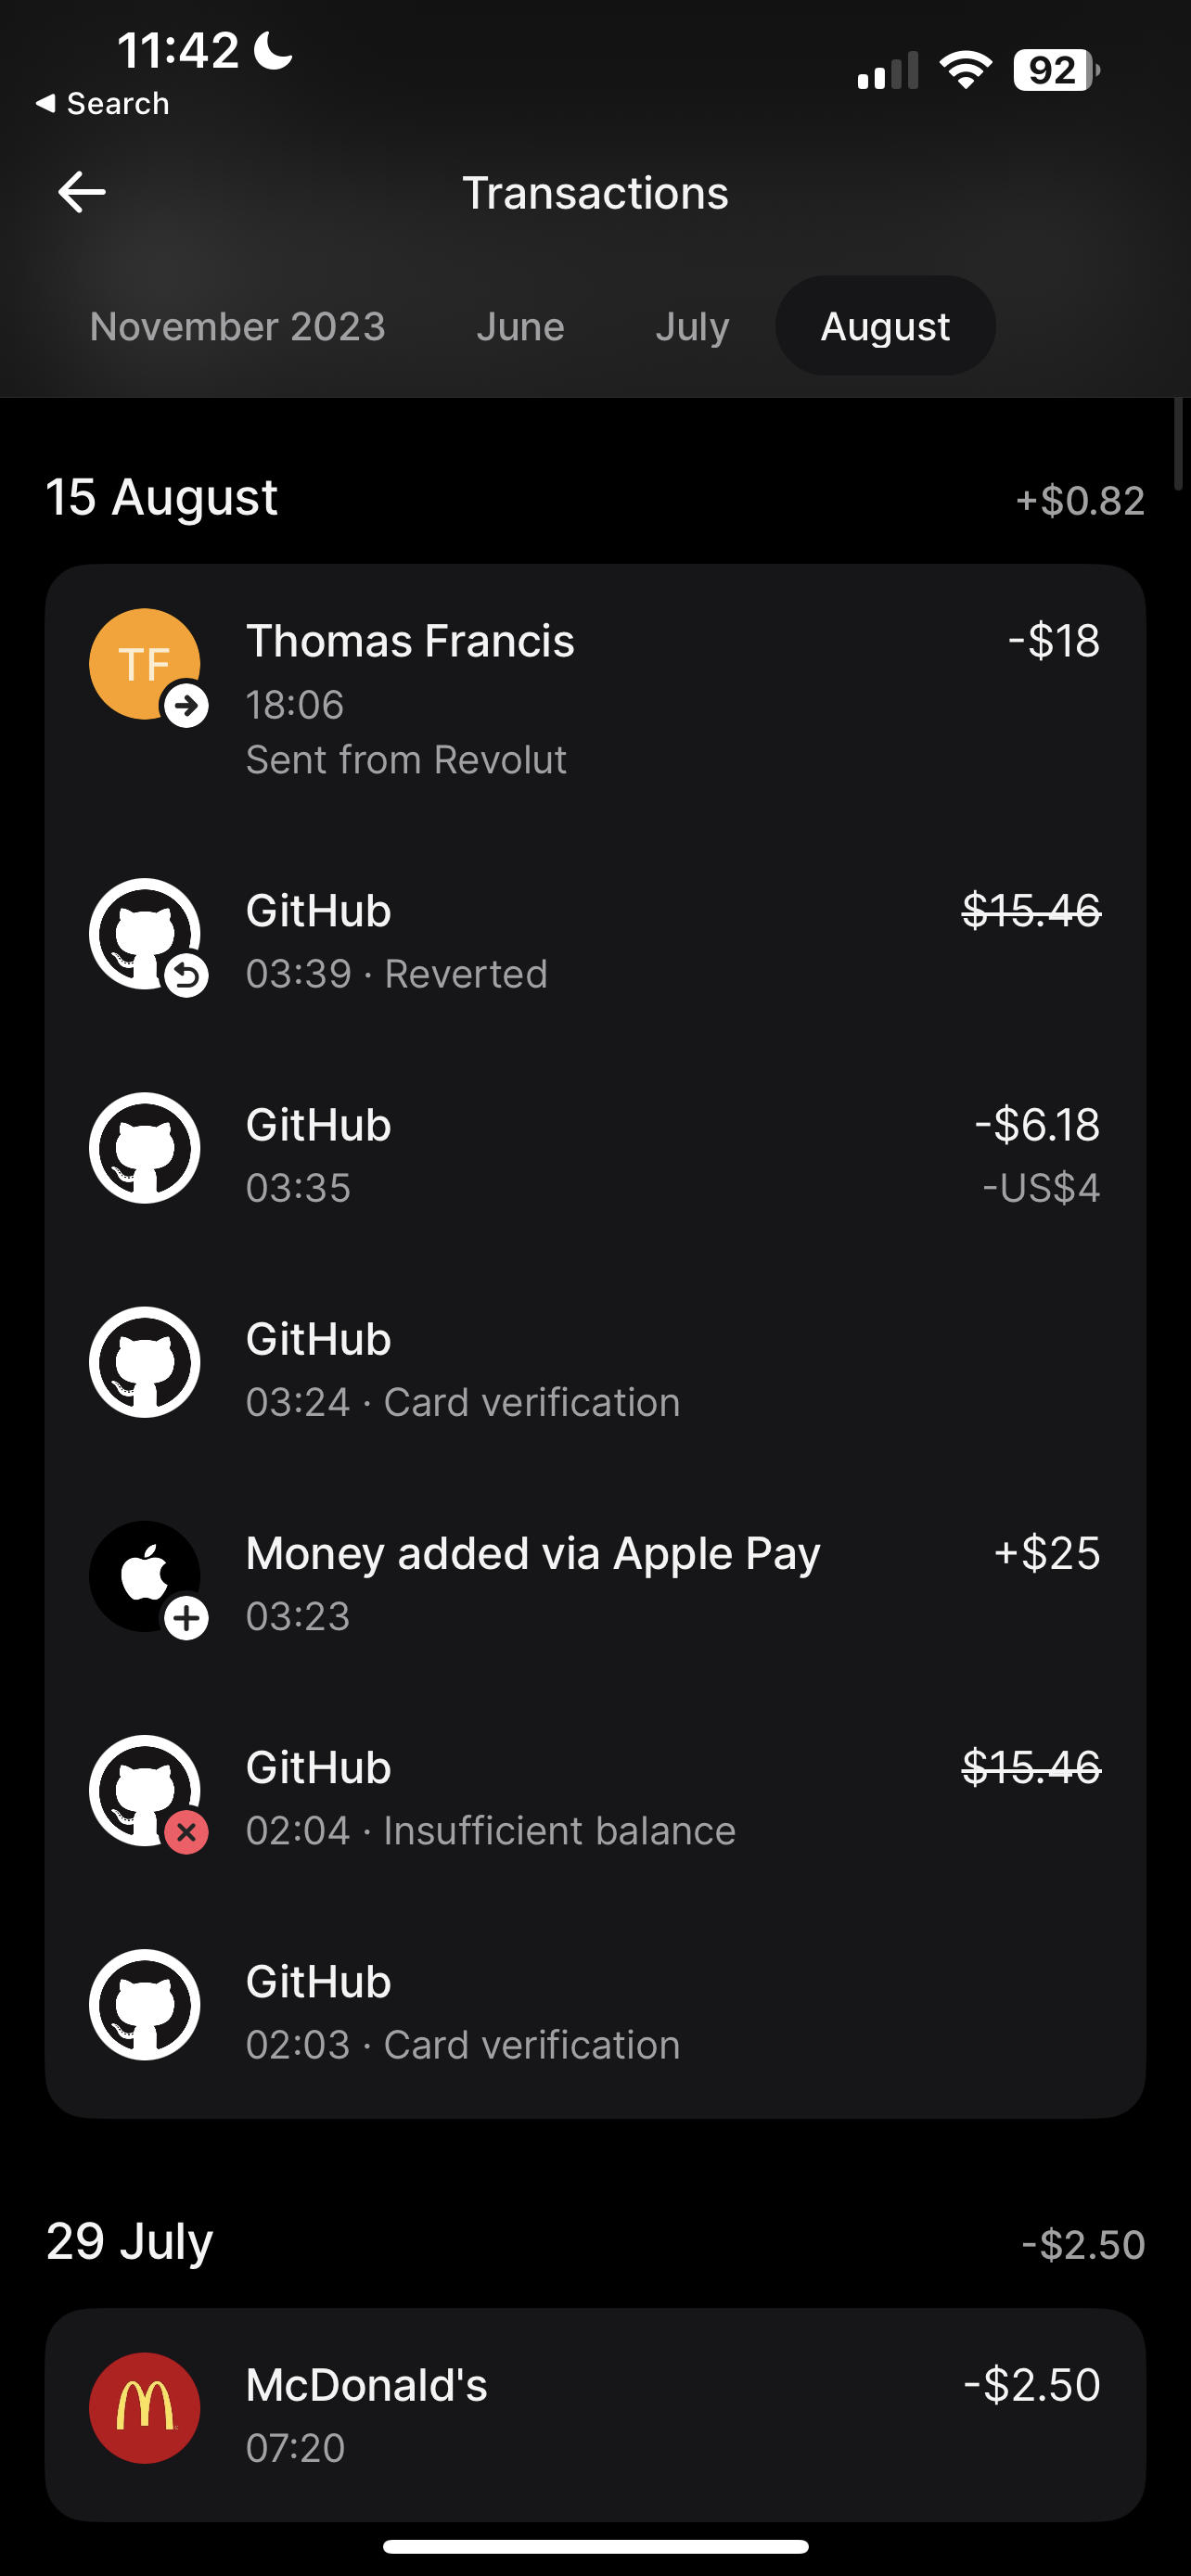 11:42
92
Search
Transactions
November 2023 June July August
15 August +$0.82
TF
Thomas Francis -$18
18:06
Sent from Revolut
GitHub $15.46
03:39 · Reverted
GitHub -$6.18
03:35 -US$4
GitHub
03:24 · Card verification
Money added via Apple Pay +$25
03:23
GitHub $15.46
02:04 · Insufficient balance
GitHub
02:03 · Card verification
29 July -$2.50
McDonald's -$2.50
07:20